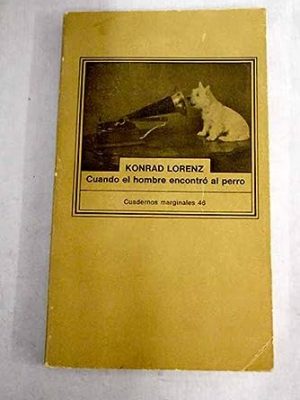 KONRAD LORENZ
Cuando el hombre encontró al perro
Cuadernos marginales 46